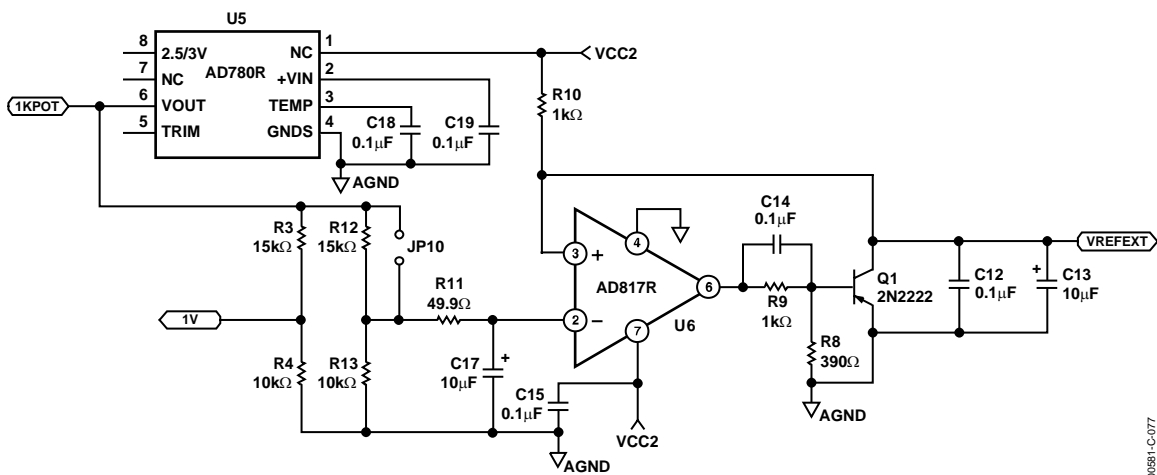 U5
8 2.5/3V NC 1
7 NC AD780R +VIN 2
6 VOUT TEMP 3
5 TRIM GNDS 4
1KPOT
VCC2
R10
1kΩ
C18
0.1μF
C19
0.1μF
AGND
R3
15kΩ
R12
15kΩ
JP10
R11
49.9Ω
1V
R4
10kΩ
R13
10kΩ
C17
10μF
+
C15
0.1μF
AGND
VCC2
3 +
2 −
4
7
6
AD817R
U6
C14
0.1μF
R9
1kΩ
R8
390Ω
AGND
Q1
2N2222
C12
0.1μF
+
C13
10μF
VREFEXT
00581-C-077